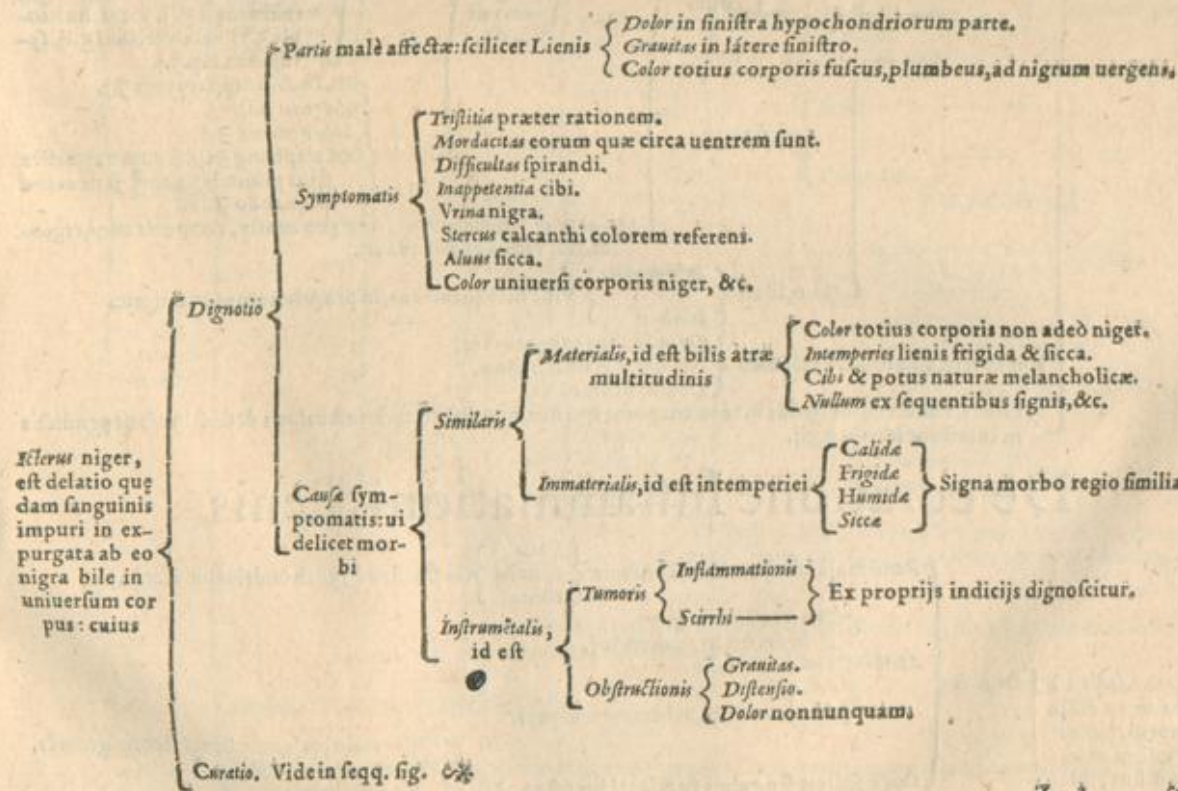 Partis malè affectæ: ſcilicet Lienis
Dolor in ſiniſtra hypochondriorum parte.
Grauitas in látere ſiniſtro.
Color totius corporis fuſcus, plumbeus, ad nigrum uergens.
Symptomatis
Triſtitia præter rationem.
Mordacitas eorum quæ circa uentrem ſunt.
Difficultas ſpirandi.
Inappetentia cibi.
Vrina nigra.
Stercus calcanthi colorem referens.
Aluus ſicca.
Color uniuerſi corporis niger, &c.
Dignotio
Materialis, id eſt bilis atræ
multitudinis
Color totius corporis non adeò niget.
Intemperies lienis frigida & ſicca.
Cibi & potus naturæ melancholicæ.
Nullum ex ſequentibus ſignis, &c.
Similaris
Immaterialis, id eſt intemperiei
Calidæ
Frigidæ
Humidæ
Siccæ
Signa morbo regio ſimilia
Cauſæ ſym-
ptomatis: ui
delicet mor-
bi
Icterus niger,
eſt delatio quę
dam ſanguinis
impuri in ex-
purgata ab eo
nigra bile in
uniuerſum cor
pus: cuius
Inſtrumētalis,
id eſt
Tumoris
Inflammationis
Scirrhi
Ex proprijs indicijs dignoſcitur.
Obſtructionis
Grauitas.
Diſtenſio.
Dolor nonnunquam.
Curatio. Vide in ſeqq. ſig.